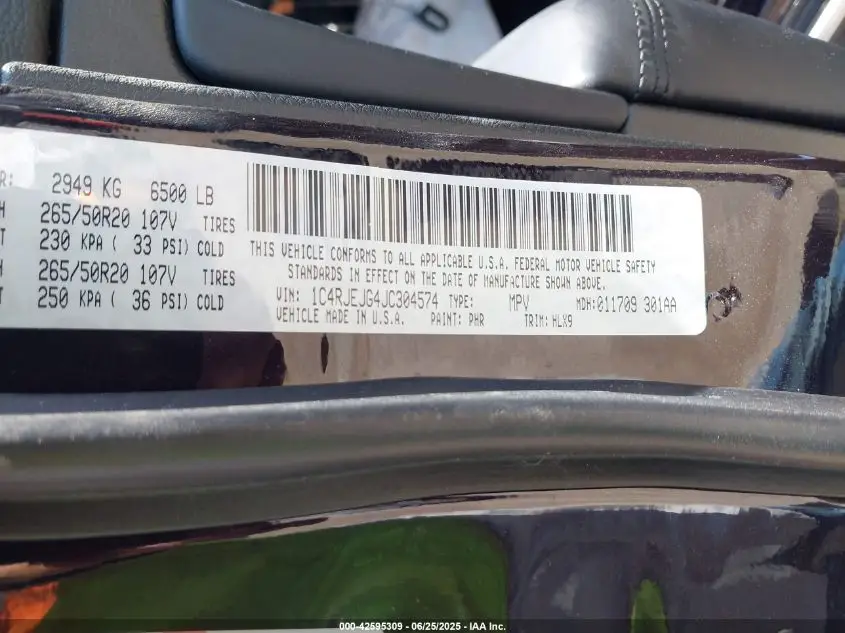 D
R: 2949 KG 6500 LB
H 265/50R20 107V TIRES
T 230 KPA ( 33 PSI) COLD
H 265/50R20 107V TIRES
T 250 KPA ( 36 PSI) COLD
THIS VEHICLE CONFORMS TO ALL APPLICABLE U.S.A. FEDERAL MOTOR VEHICLE SAFETY
STANDARDS IN EFFECT ON THE DATE OF MANUFACTURE SHOWN ABOVE.
VIN: 1C4RJEJG4JC304574 TYPE: MPV MDH:011709 301AA
VEHICLE MADE IN U.S.A. PAINT: PHR TRIM: HLX9
000-42595309 - 06/25/2025 - IAA Inc.